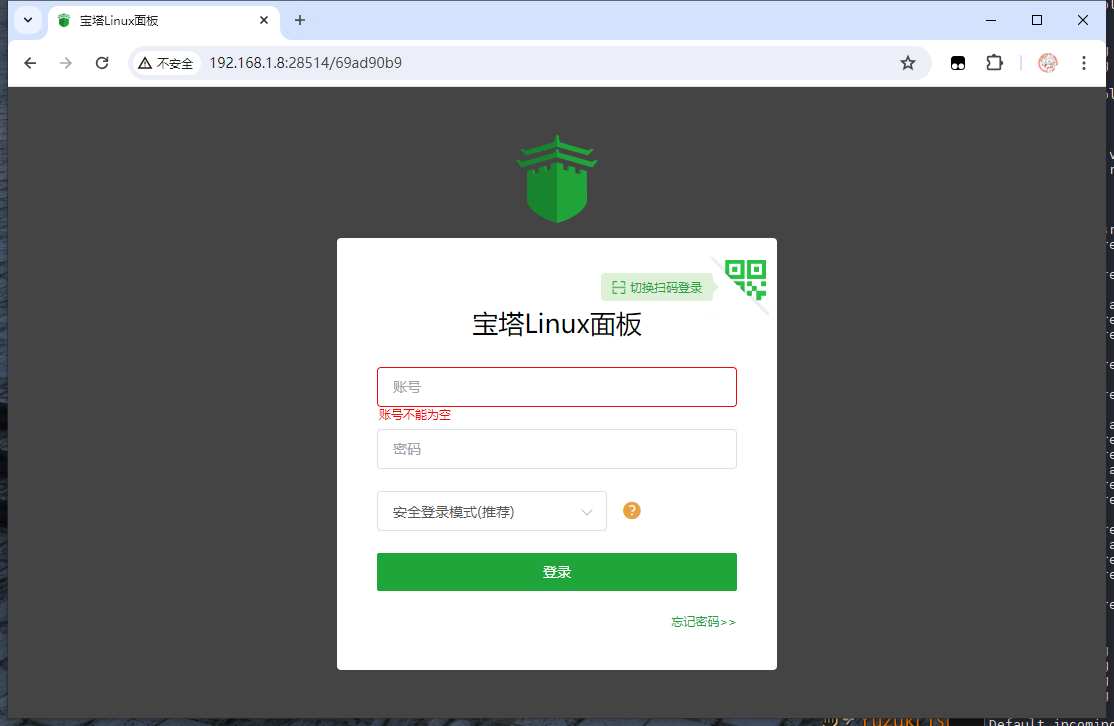 宝塔Linux面板
不安全 192.168.1.8:28514/69ad90b9
切换扫码登录
宝塔Linux面板
账号
账号不能为空
密码
安全登录模式(推荐)
?
登录
忘记密码>>
Default incomin